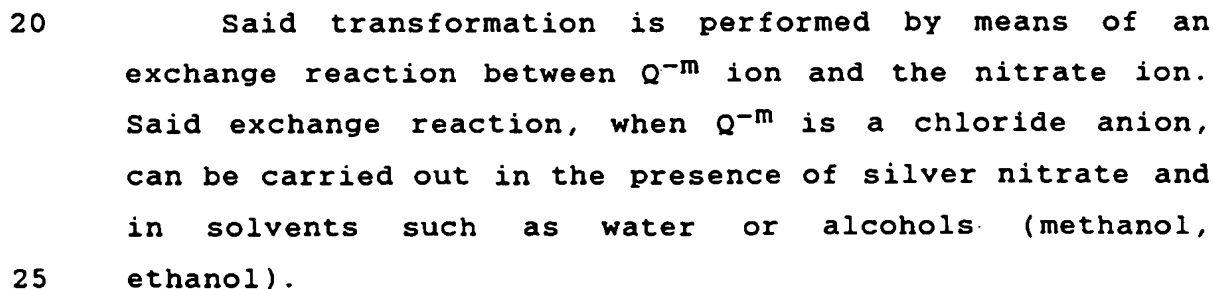 20 Said transformation is performed by means of an
exchange reaction between Q⁻ᵐ ion and the nitrate ion.
Said exchange reaction, when Q⁻ᵐ is a chloride anion,
can be carried out in the presence of silver nitrate and
in solvents such as water or alcohols (methanol,
25 ethanol).